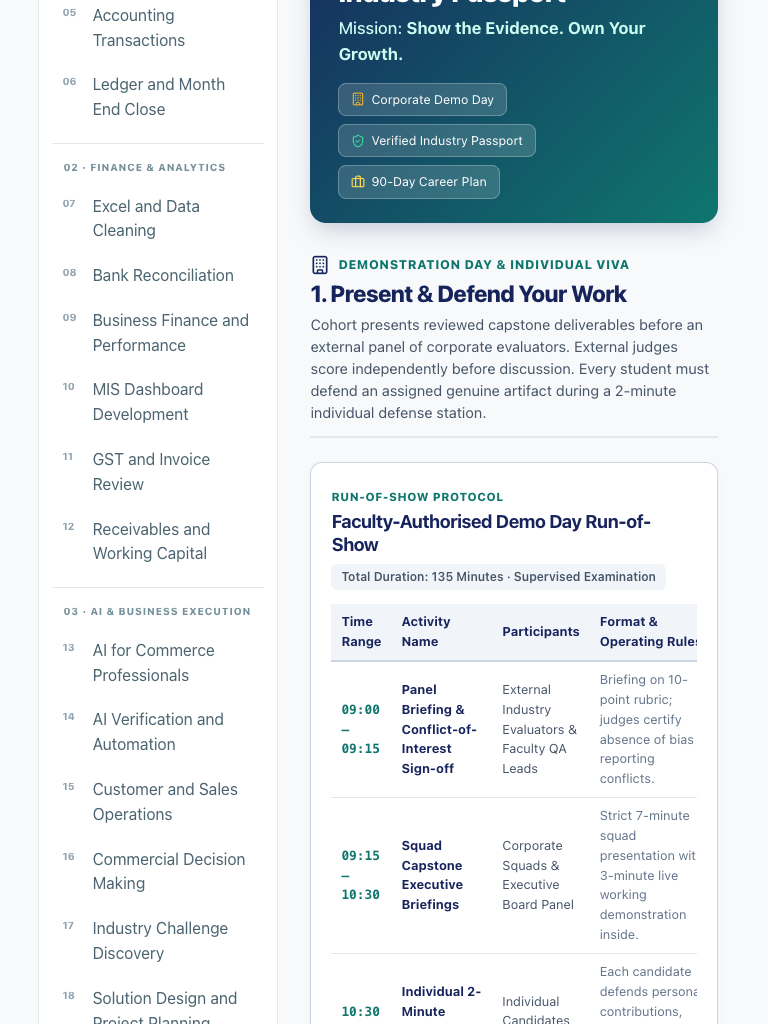 05 Accounting
Transactions
06 Ledger and Month
End Close
02 · FINANCE & ANALYTICS
07 Excel and Data
Cleaning
08 Bank Reconciliation
09 Business Finance and
Performance
10 MIS Dashboard
Development
11 GST and Invoice
Review
12 Receivables and
Working Capital
03 · AI & BUSINESS EXECUTION
13 AI for Commerce
Professionals
14 AI Verification and
Automation
15 Customer and Sales
Operations
16 Commercial Decision
Making
17 Industry Challenge
Discovery
18 Solution Design and
Project Planning
Industry Passport
Mission: Show the Evidence. Own Your
Growth.
Corporate Demo Day
Verified Industry Passport
90-Day Career Plan
DEMONSTRATION DAY & INDIVIDUAL VIVA
1. Present & Defend Your Work
Cohort presents reviewed capstone deliverables before an
external panel of corporate evaluators. External judges
score independently before discussion. Every student must
defend an assigned genuine artifact during a 2-minute
individual defense station.
RUN-OF-SHOW PROTOCOL
Faculty-Authorised Demo Day Run-of-
Show
Total Duration: 135 Minutes · Supervised Examination
Time
Range
Activity
Name
Participants
Format &
Operating Rules
09:00
–
09:15
Panel
Briefing &
Conflict-of-
Interest
Sign-off
External
Industry
Evaluators &
Faculty QA
Leads
Briefing on 10-
point rubric;
judges certify
absence of bias
reporting
conflicts.
09:15
–
10:30
Squad
Capstone
Executive
Briefings
Corporate
Squads &
Executive
Board Panel
Strict 7-minute
squad
presentation wit
3-minute live
working
demonstration
inside.
10:30
Individual 2-
Minute
Individual
Candidates
Each candidate
defends persona
contributions,